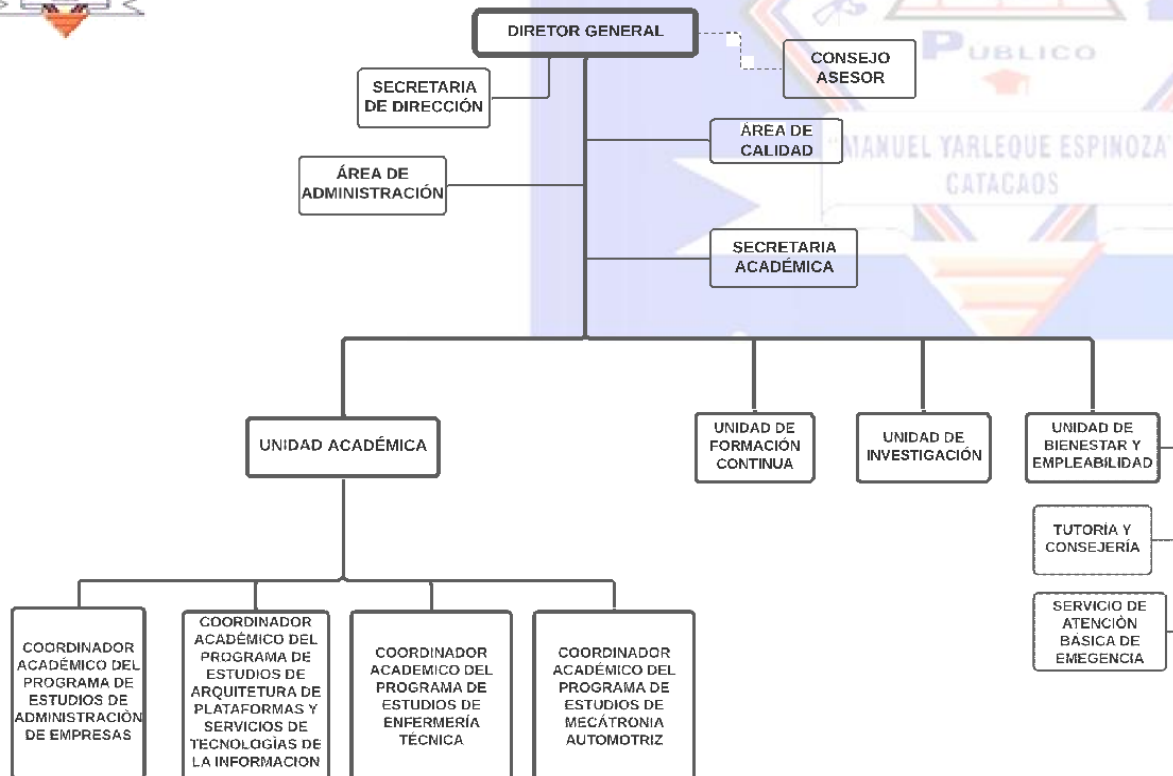 DIRETOR GENERAL
CONSEJO
ASESOR
SECRETARIA
DE DIRECCIÓN
ÁREA DE
CALIDAD
ÁREA DE
ADMINISTRACIÓN
SECRETARIA
ACADÉMICA
PUBLICO
"MANUEL YARLEQUE ESPINOZA"
CATACAOS
UNIDAD ACADÉMICA
UNIDAD DE
FORMACIÓN
CONTINUA
UNIDAD DE
INVESTIGACIÓN
UNIDAD DE
BIENESTAR Y
EMPLEABILIDAD
TUTORÍA Y
CONSEJERÍA
SERVICIO DE
ATENCIÓN
BÁSICA DE
EMEGENCIA
COORDINADOR
ACADÉMICO DEL
PROGRAMA DE
ESTUDIOS DE
ADMINISTRACIÓN
DE EMPRESAS
COORDINADOR
ACADÉMICO DEL
PROGRAMA DE
ESTUDIOS DE
ARQUITETURA DE
PLATAFORMAS Y
SERVICIOS DE
TECNOLOGÌAS DE
LA INFORMACION
COORDINADOR
ACADEMICO DEL
PROGRAMA DE
ESTUDIOS DE
ENFERMERÍA
TÉCNICA
COORDINADOR
ACADÉMICO DEL
PROGRAMA DE
ESTUDIOS DE
MECÁTRONIA
AUTOMOTRIZ